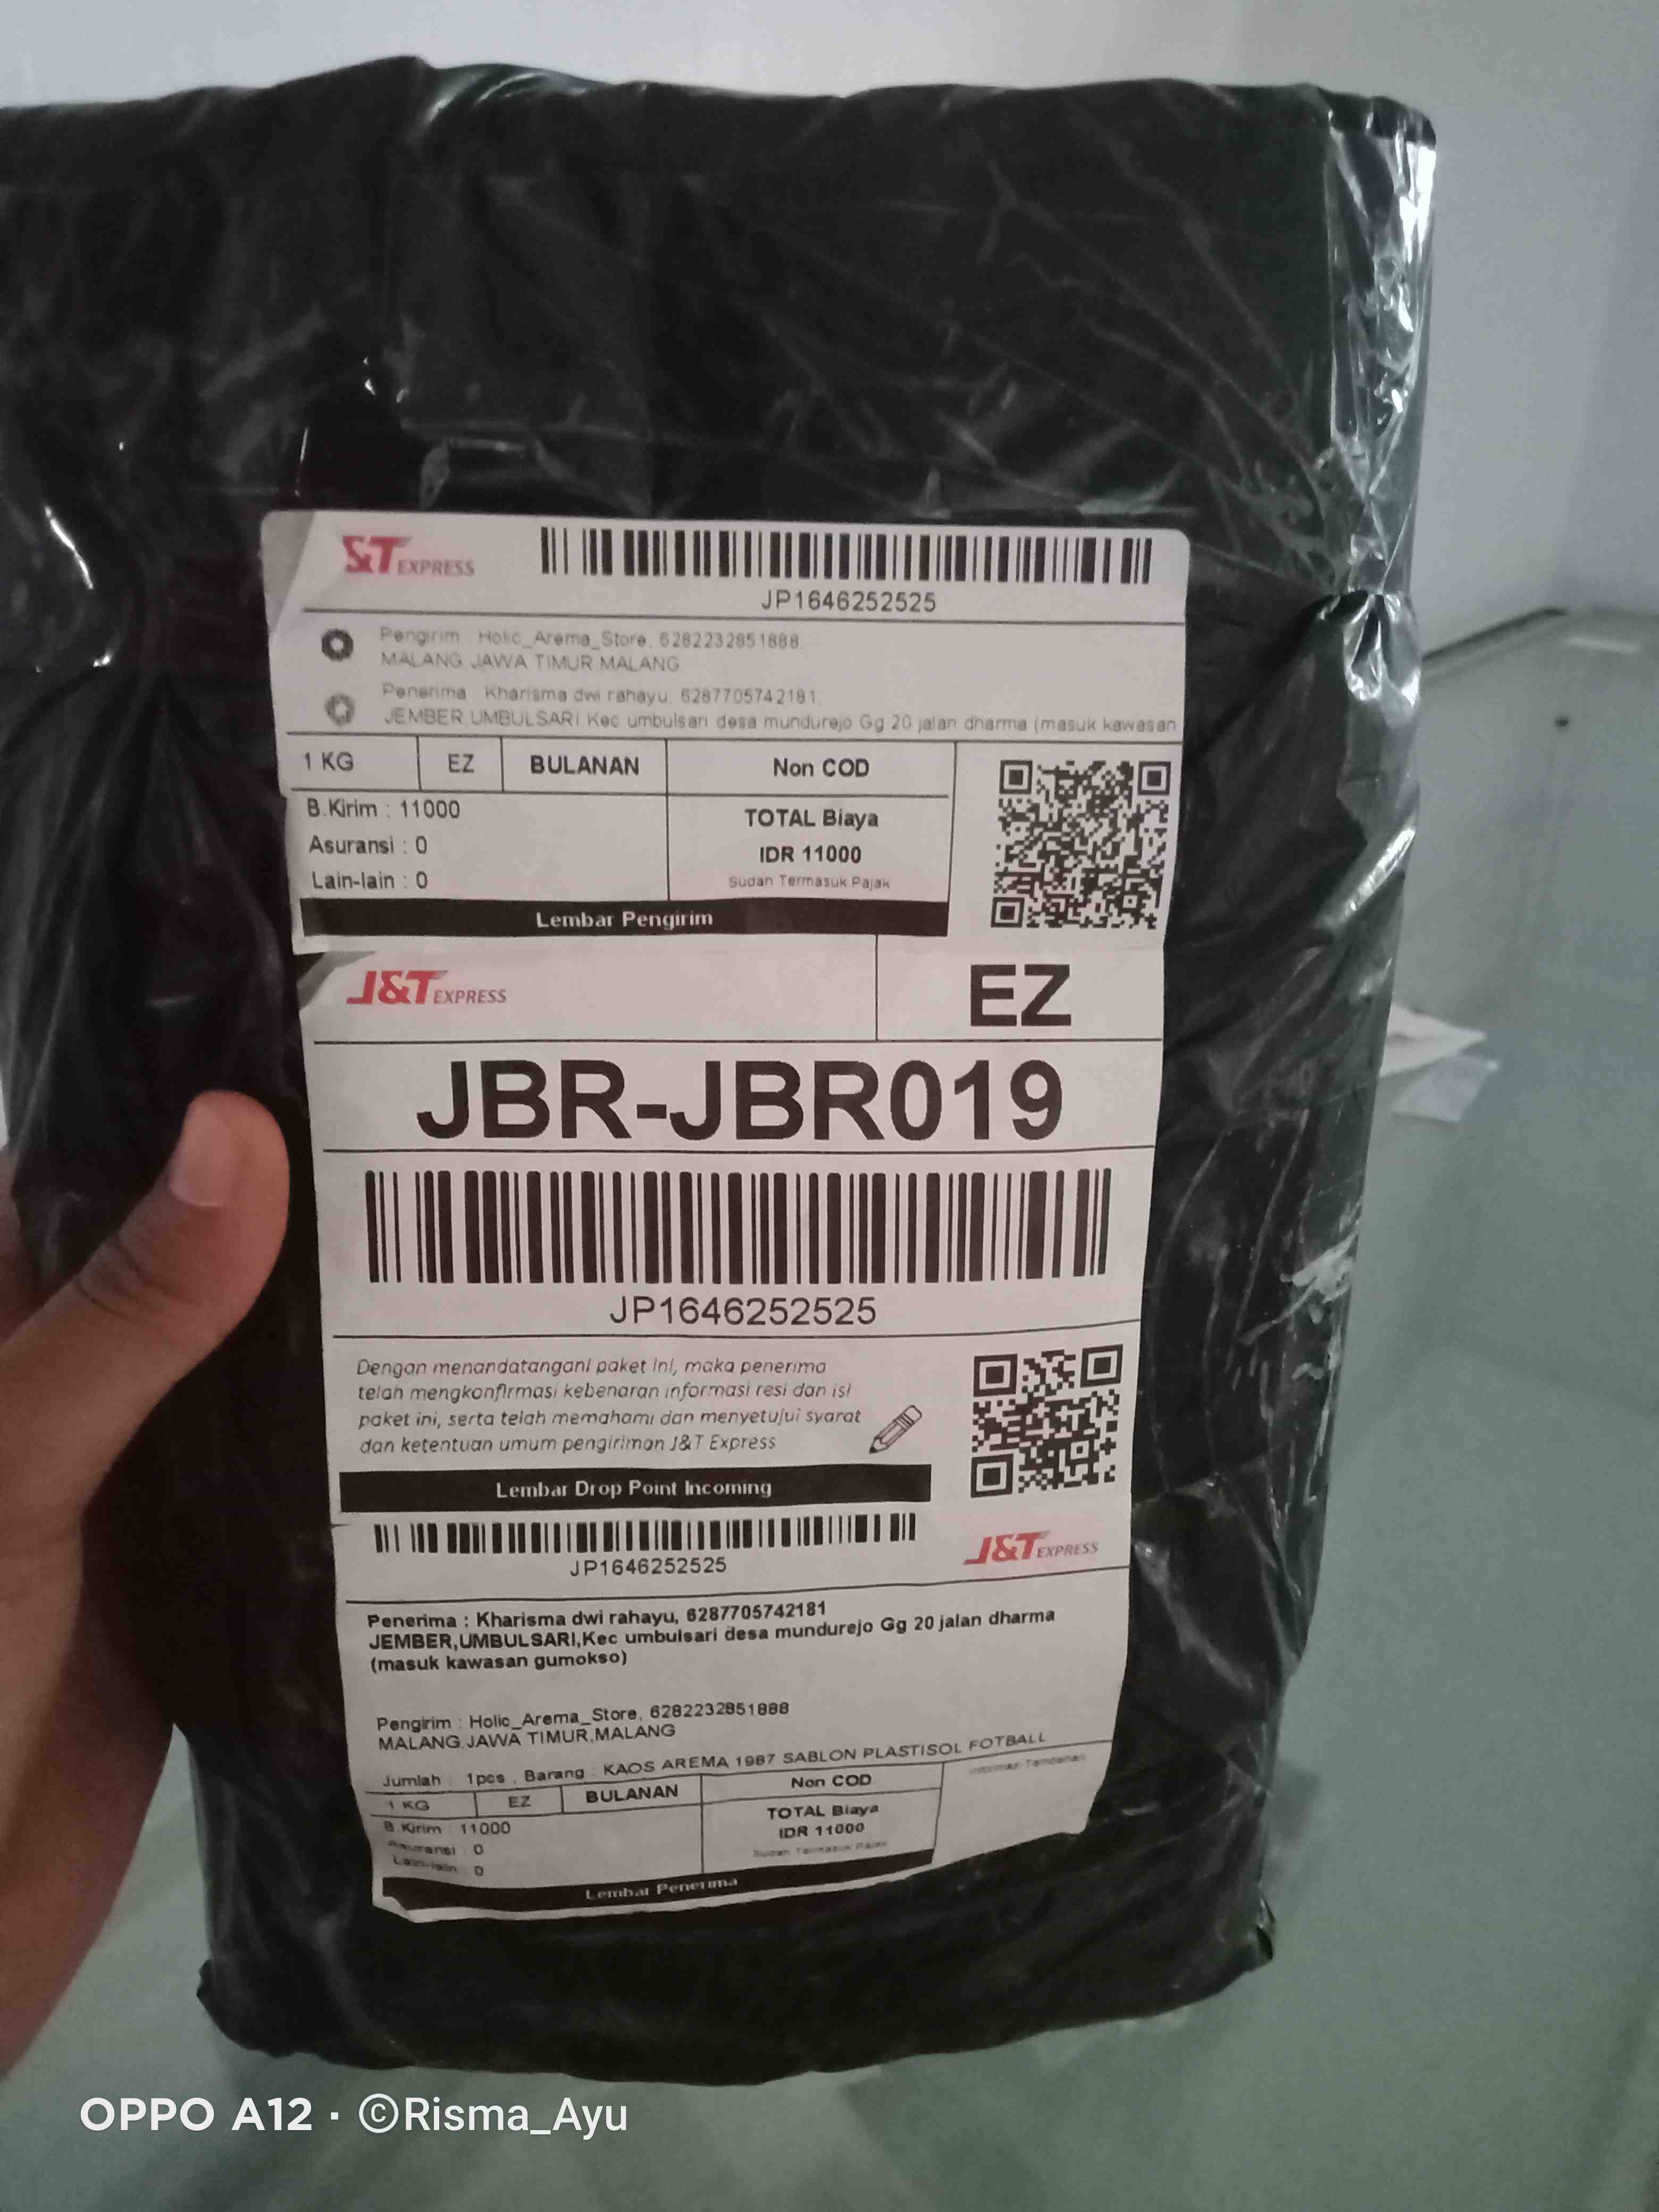 J&T EXPRESS
JP1646252525
Pengirim : Holic_Arema_Store, 6282232851888
MALANG,JAWA TIMUR,MALANG
Penerima : Kharisma dwi rahayu, 6287705742181
JEMBER,UMBULSARI,Kec umbulsari desa mundurejo Gg 20 jalan dharma (masuk kawasan
1 KG EZ BULANAN Non COD
B.Kirim : 11000
Asuransi : 0
Lain-lain : 0
TOTAL Biaya
IDR 11000
Sudah Termasuk Pajak
Lembar Pengirim
J&T EXPRESS
EZ
JBR-JBR019
JP1646252525
Dengan menandatangani paket ini, maka penerima
telah mengkonfirmasi kebenaran informasi resi dan isi
paket ini, serta telah memahami dan menyetujui syarat
dan ketentuan umum pengiriman J&T Express
Lembar Drop Point Incoming
JP1646252525
J&T EXPRESS
Penerima : Kharisma dwi rahayu, 6287705742181
JEMBER,UMBULSARI,Kec umbulsari desa mundurejo Gg 20 jalan dharma
(masuk kawasan gumokso)
Pengirim : Holic_Arema_Store, 6282232851888
MALANG,JAWA TIMUR,MALANG
Jumlah : 1pcs , Barang : KAOS AREMA 1987 SABLON PLASTISOL FOTBALL
Informasi Tambahan
1 KG EZ BULANAN Non COD
B.Kirim : 11000
Asuransi : 0
Lain-lain : 0
TOTAL Biaya
IDR 11000
Sudah Termasuk Pajak
Lembar Penerima
OPPO A12 · ©Risma_Ayu